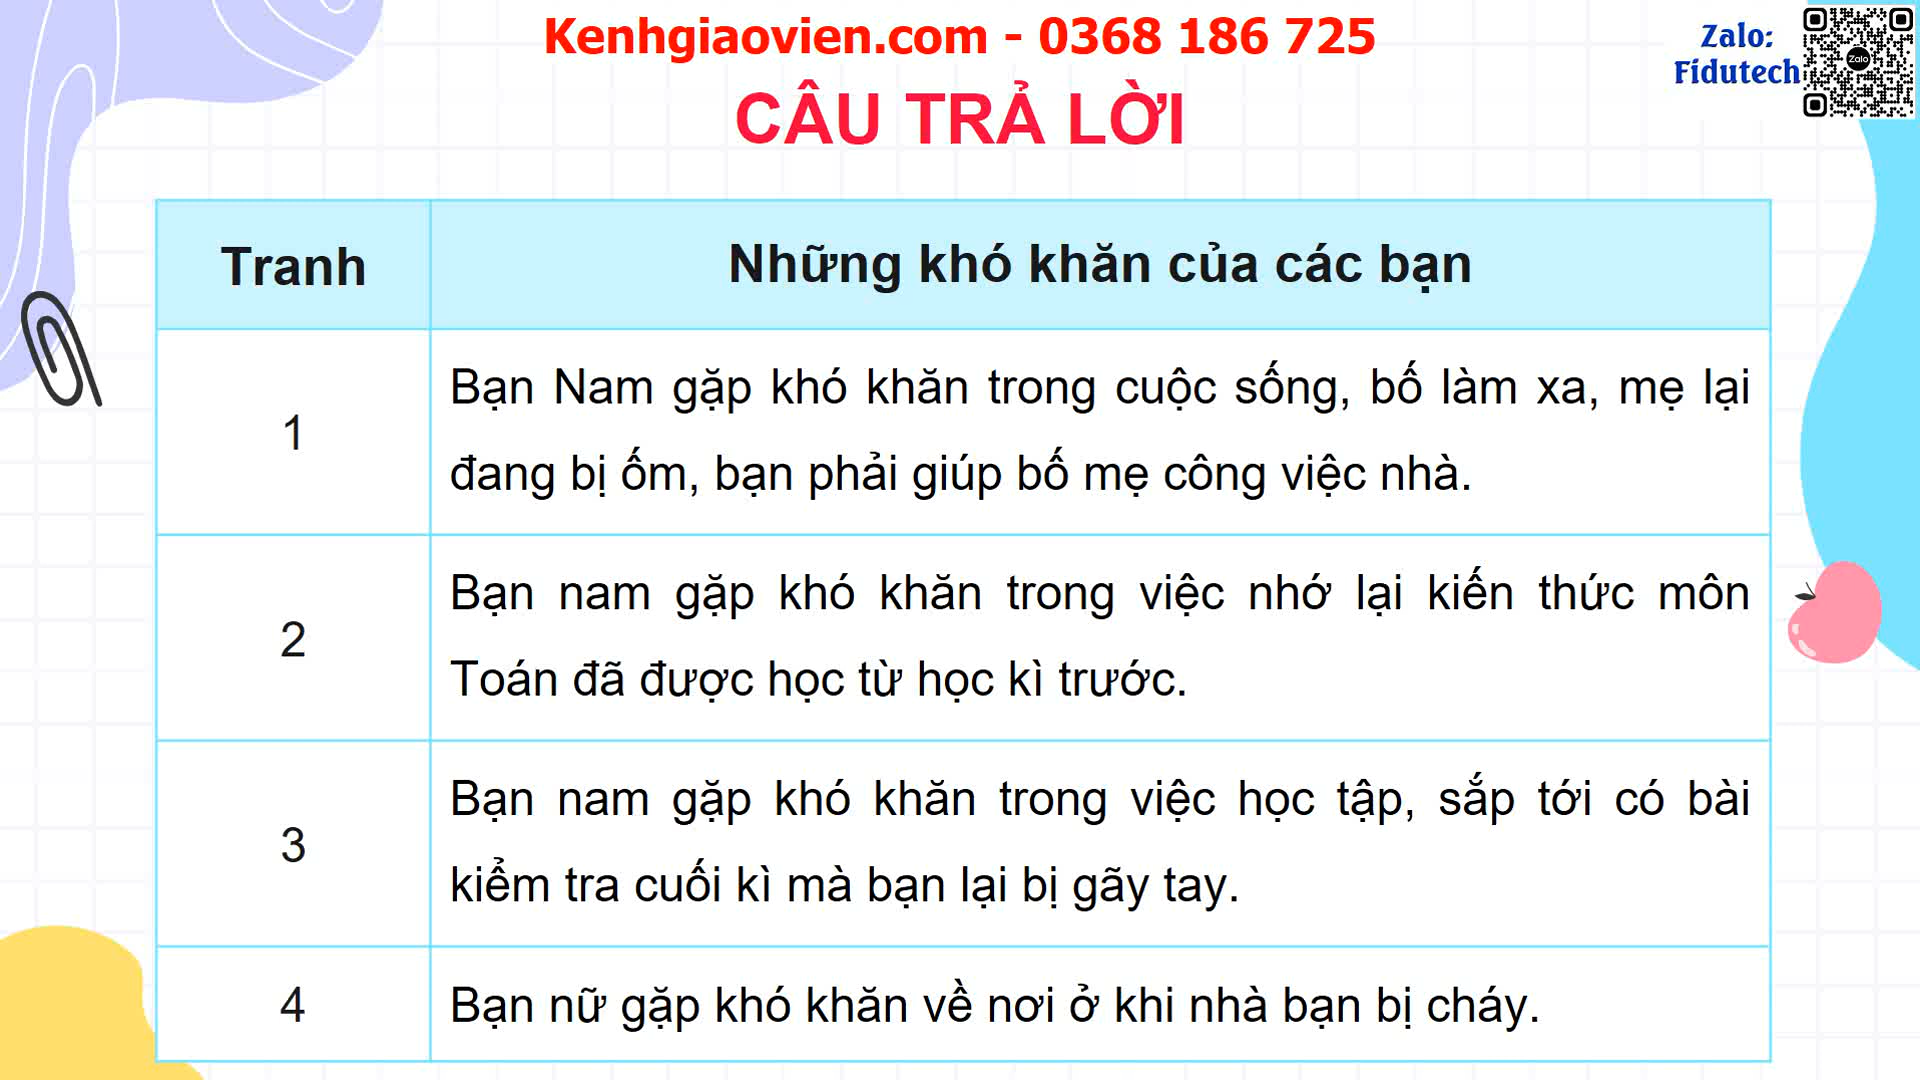 Kenhgiaovien.com - 0368 186 725
Zalo:
Fidutech
Zalo
CÂU TRẢ LỜI
Tranh
Những khó khăn của các bạn
1
Bạn Nam gặp khó khăn trong cuộc sống, bố làm xa, mẹ lại
đang bị ốm, bạn phải giúp bố mẹ công việc nhà.
2
Bạn nam gặp khó khăn trong việc nhớ lại kiến thức môn
Toán đã được học từ học kì trước.
3
Bạn nam gặp khó khăn trong việc học tập, sắp tới có bài
kiểm tra cuối kì mà bạn lại bị gãy tay.
4
Bạn nữ gặp khó khăn về nơi ở khi nhà bạn bị cháy.